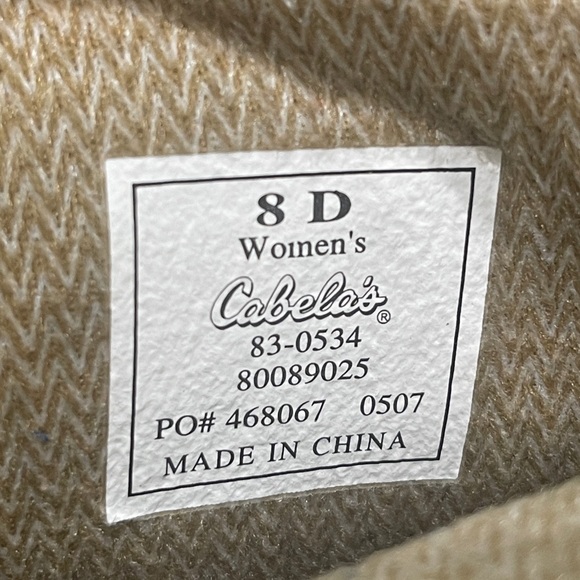 8 D
Women's
Cabela's®
83-0534
80089025
PO# 468067 0507
MADE IN CHINA